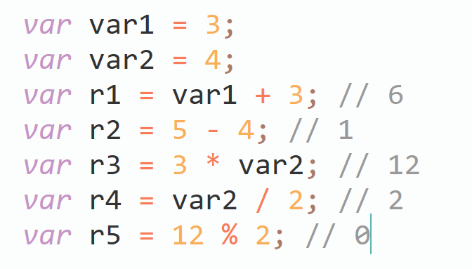 var var1 = 3;
var var2 = 4;
var r1 = var1 + 3; // 6
var r2 = 5 - 4; // 1
var r3 = 3 * var2; // 12
var r4 = var2 / 2; // 2
var r5 = 12 % 2; // 0